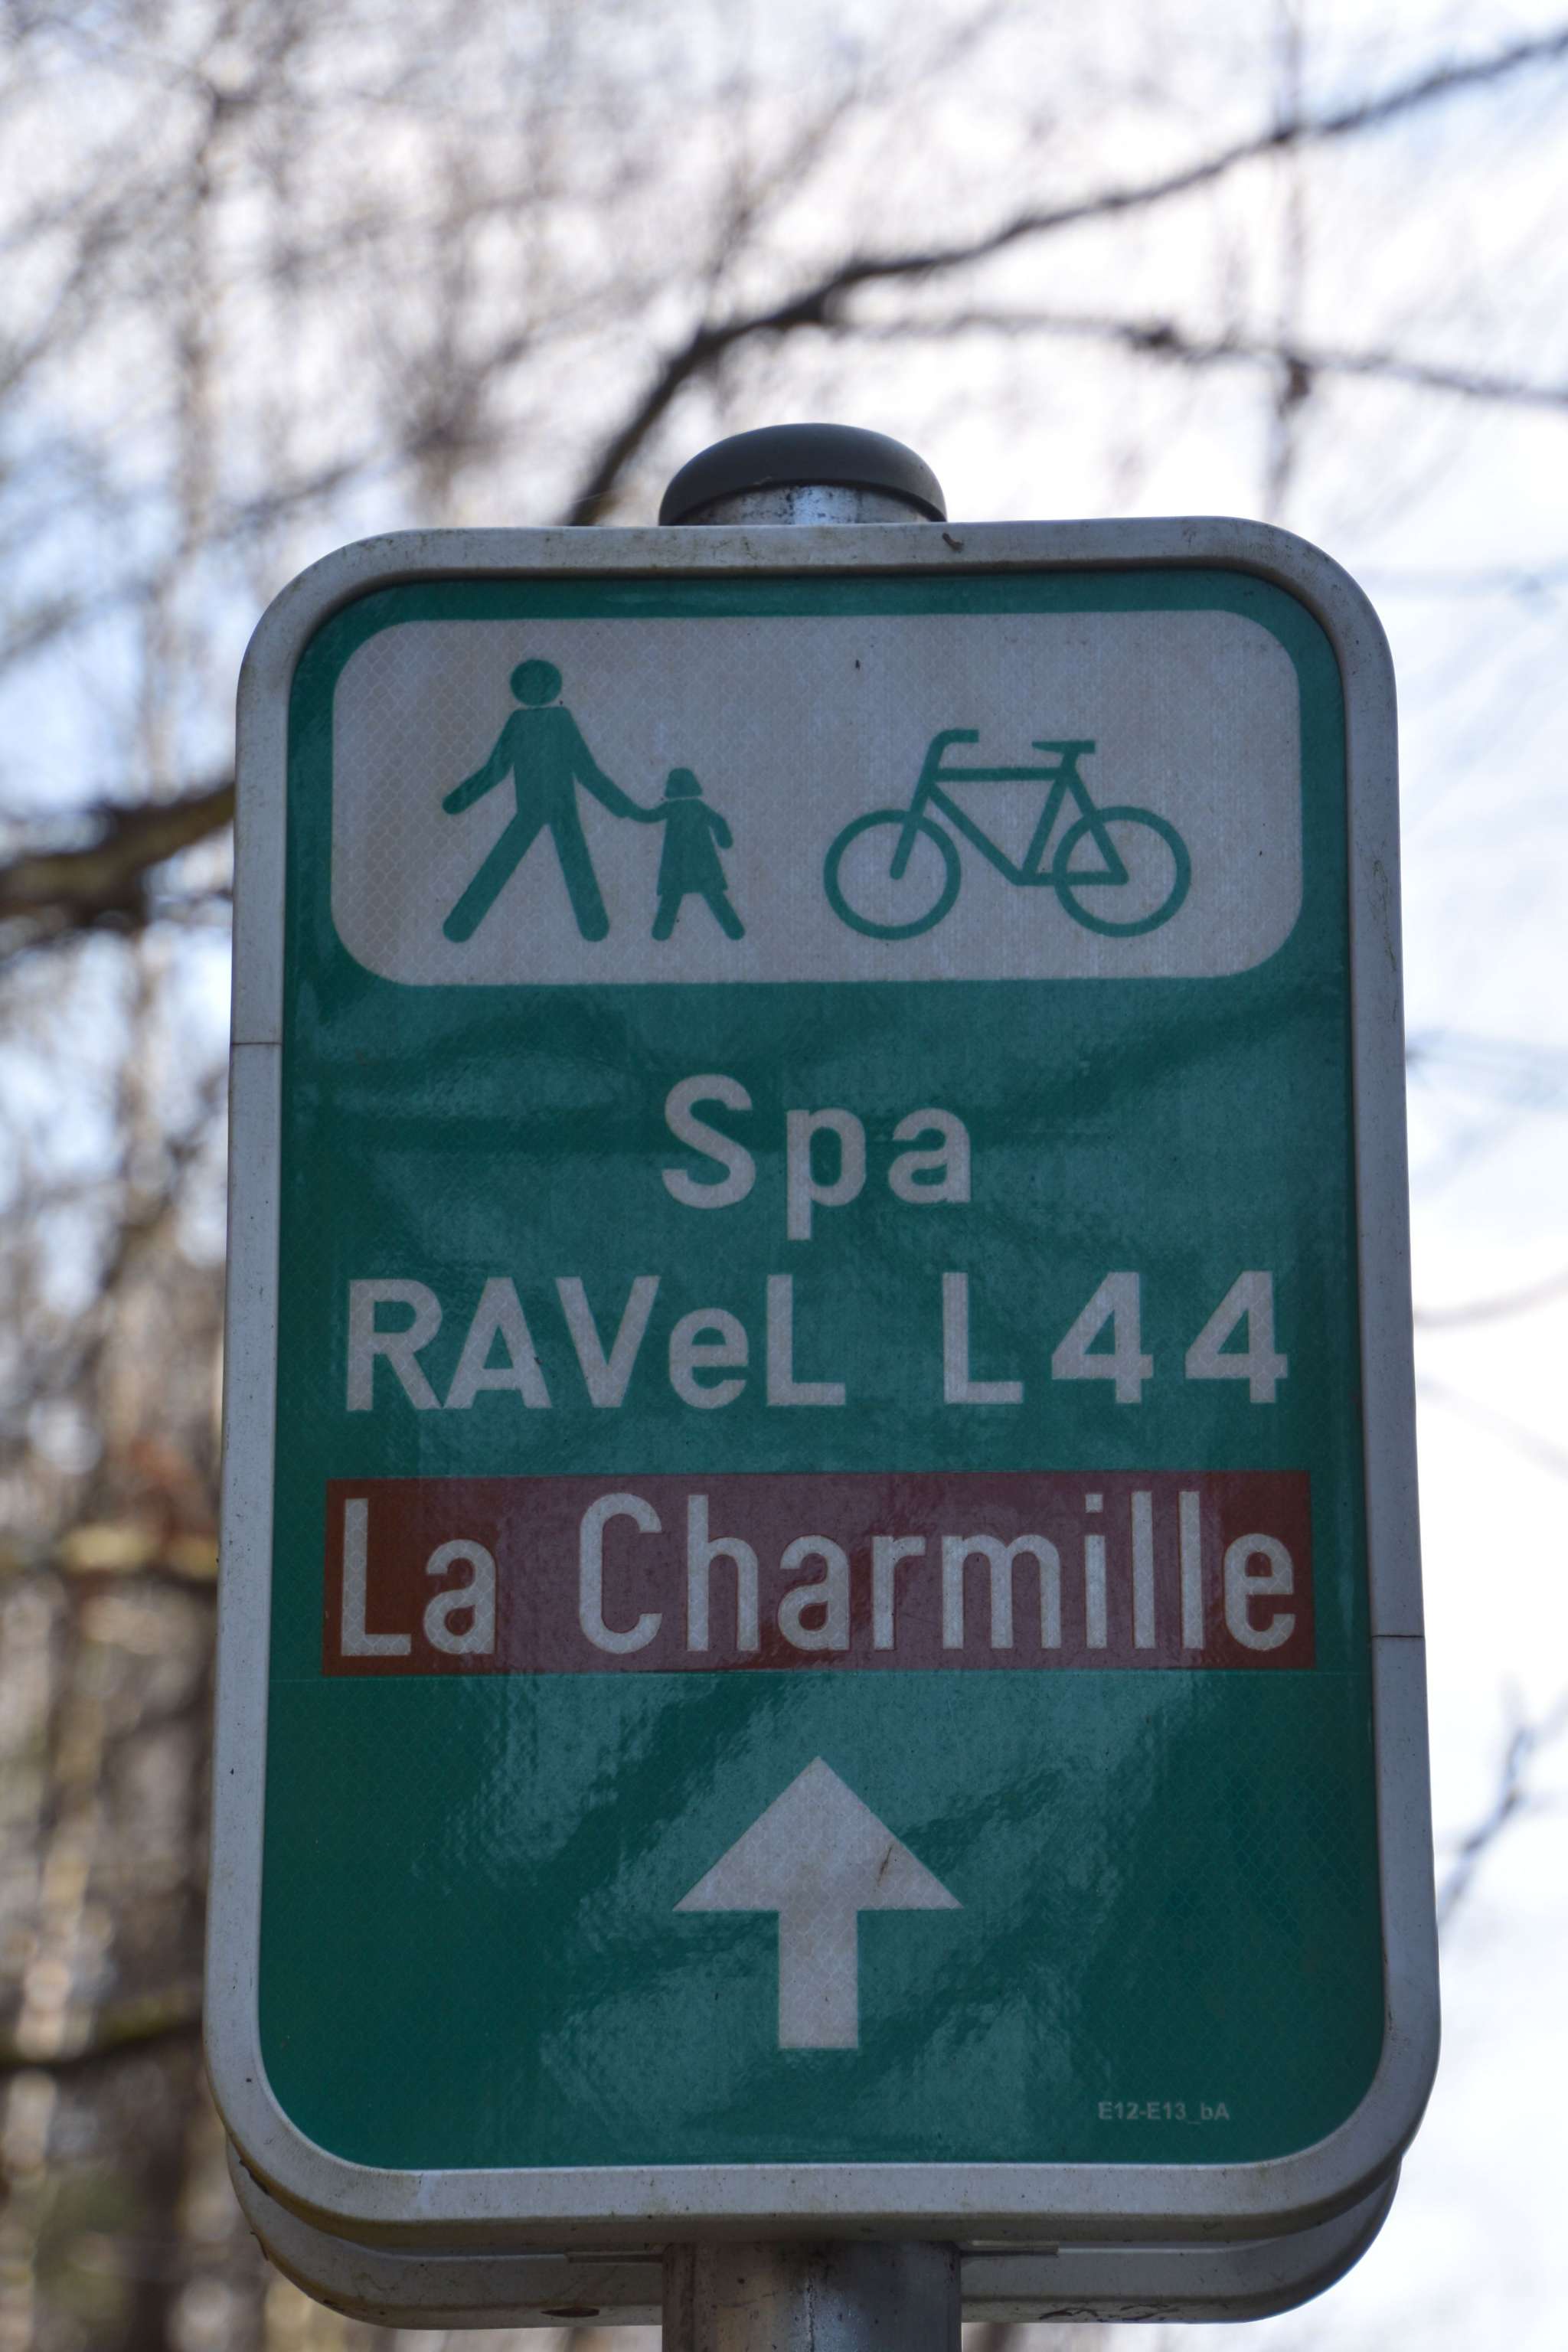 Spa
RAVeL L44
La Charmille
E12-E13_bA